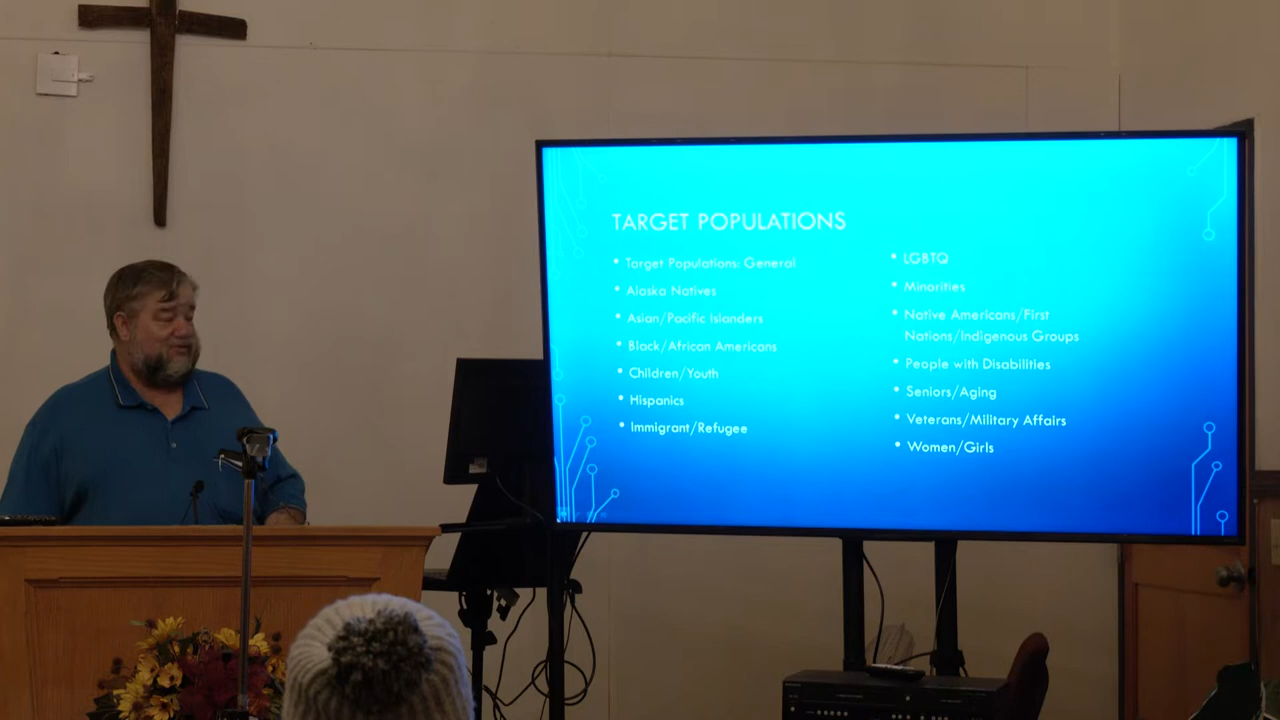 TARGET POPULATIONS
• Target Populations: General
• Alaska Natives
• Asian/Pacific Islanders
• Black/African Americans
• Children/Youth
• Hispanics
• Immigrant/Refugee
• LGBTQ
• Minorities
• Native Americans/First
Nations/Indigenous Groups
• People with Disabilities
• Seniors/Aging
• Veterans/Military Affairs
• Women/Girls